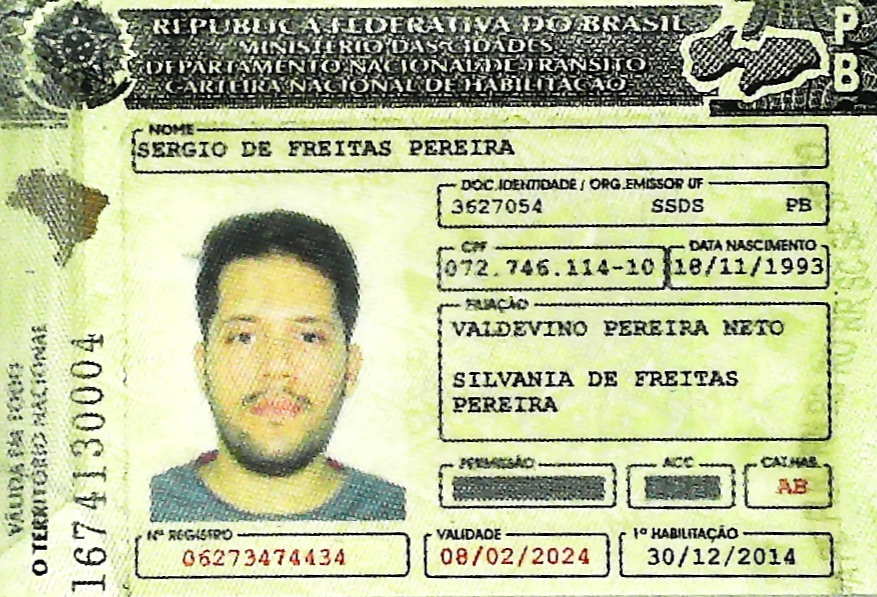 REPÚBLICA FEDERATIVA DO BRASIL
MINISTÉRIO DAS CIDADES
DEPARTAMENTO NACIONAL DE TRÂNSITO
CARTEIRA NACIONAL DE HABILITAÇÃO
PB
NOME
SERGIO DE FREITAS PEREIRA
DOC. IDENTIDADE / ORG. EMISSOR UF
3627054 SSDS PB
CPF
072.746.114-10
DATA NASCIMENTO
18/11/1993
FILIAÇÃO
VALDEVINO PEREIRA NETO
SILVANIA DE FREITAS
PEREIRA
PERMISSÃO
ACC
CAT. HAB.
AB
Nº REGISTRO
06273474434
VALIDADE
08/02/2024
1ª HABILITAÇÃO
30/12/2014
VÁLIDA EM TODO
O TERRITÓRIO NACIONAL
1674130004